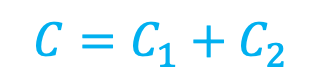 C = C₁ + C₂